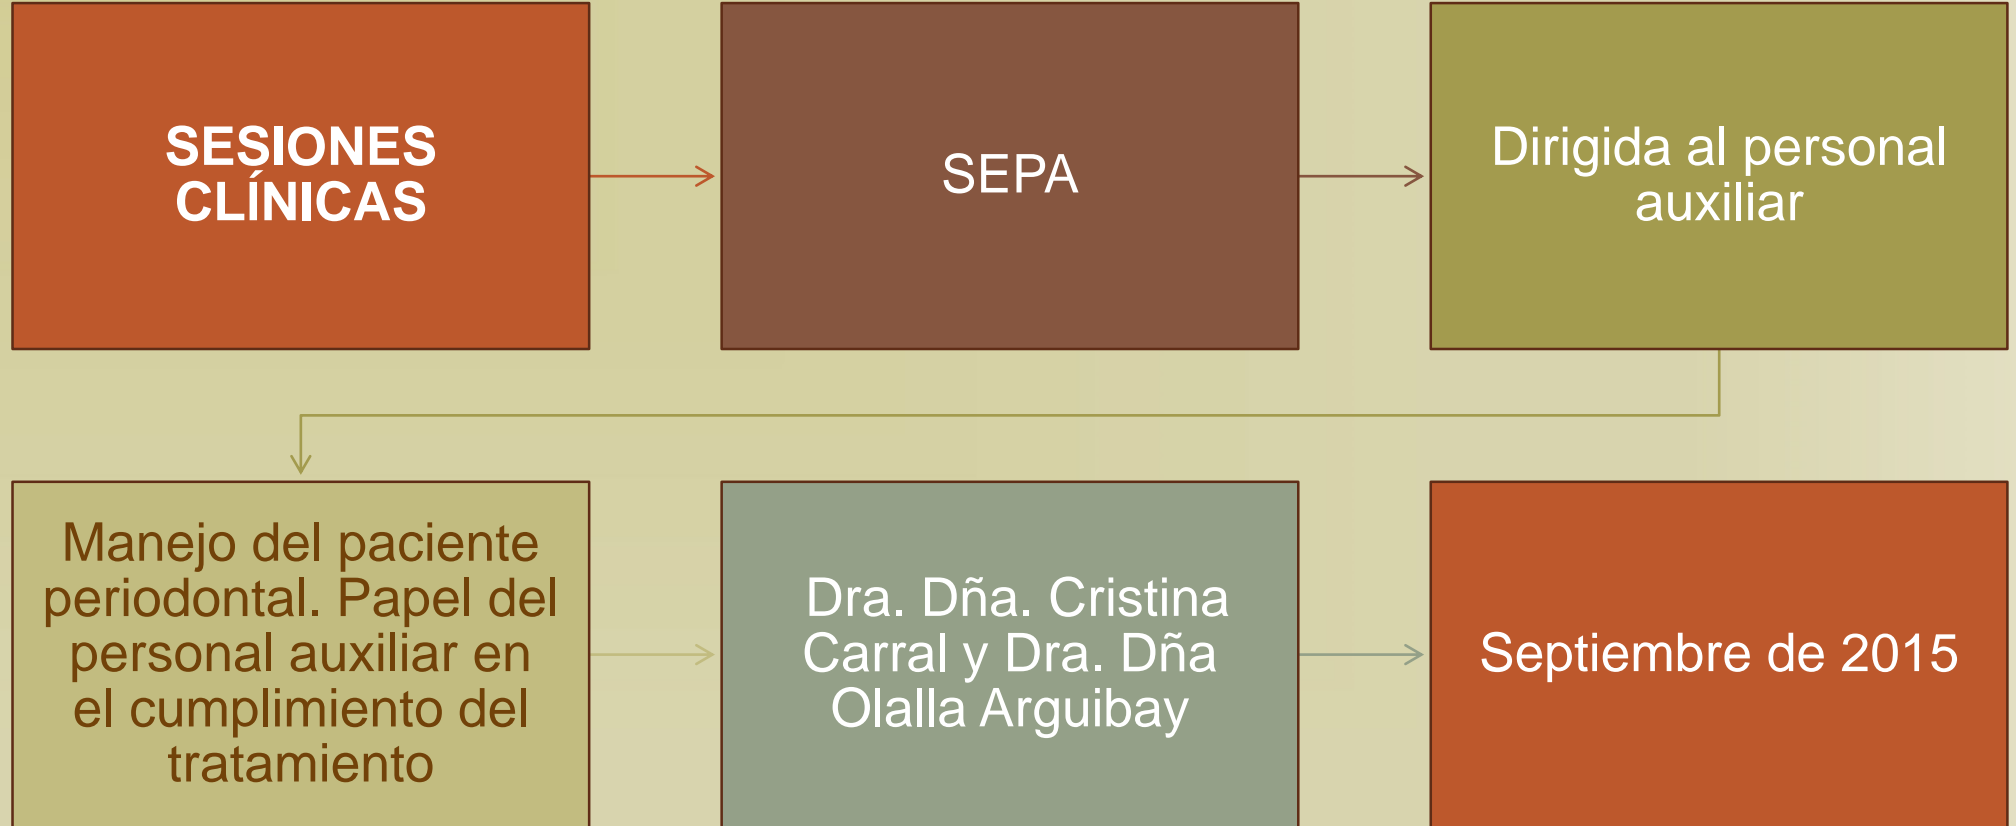 SESIONES
CLÍNICAS
SEPA
Dirigida al personal
auxiliar
Manejo del paciente
periodontal. Papel del
personal auxiliar en
el cumplimiento del
tratamiento
Dra. Dña. Cristina
Carral y Dra. Dña
Olalla Arguibay
Septiembre de 2015